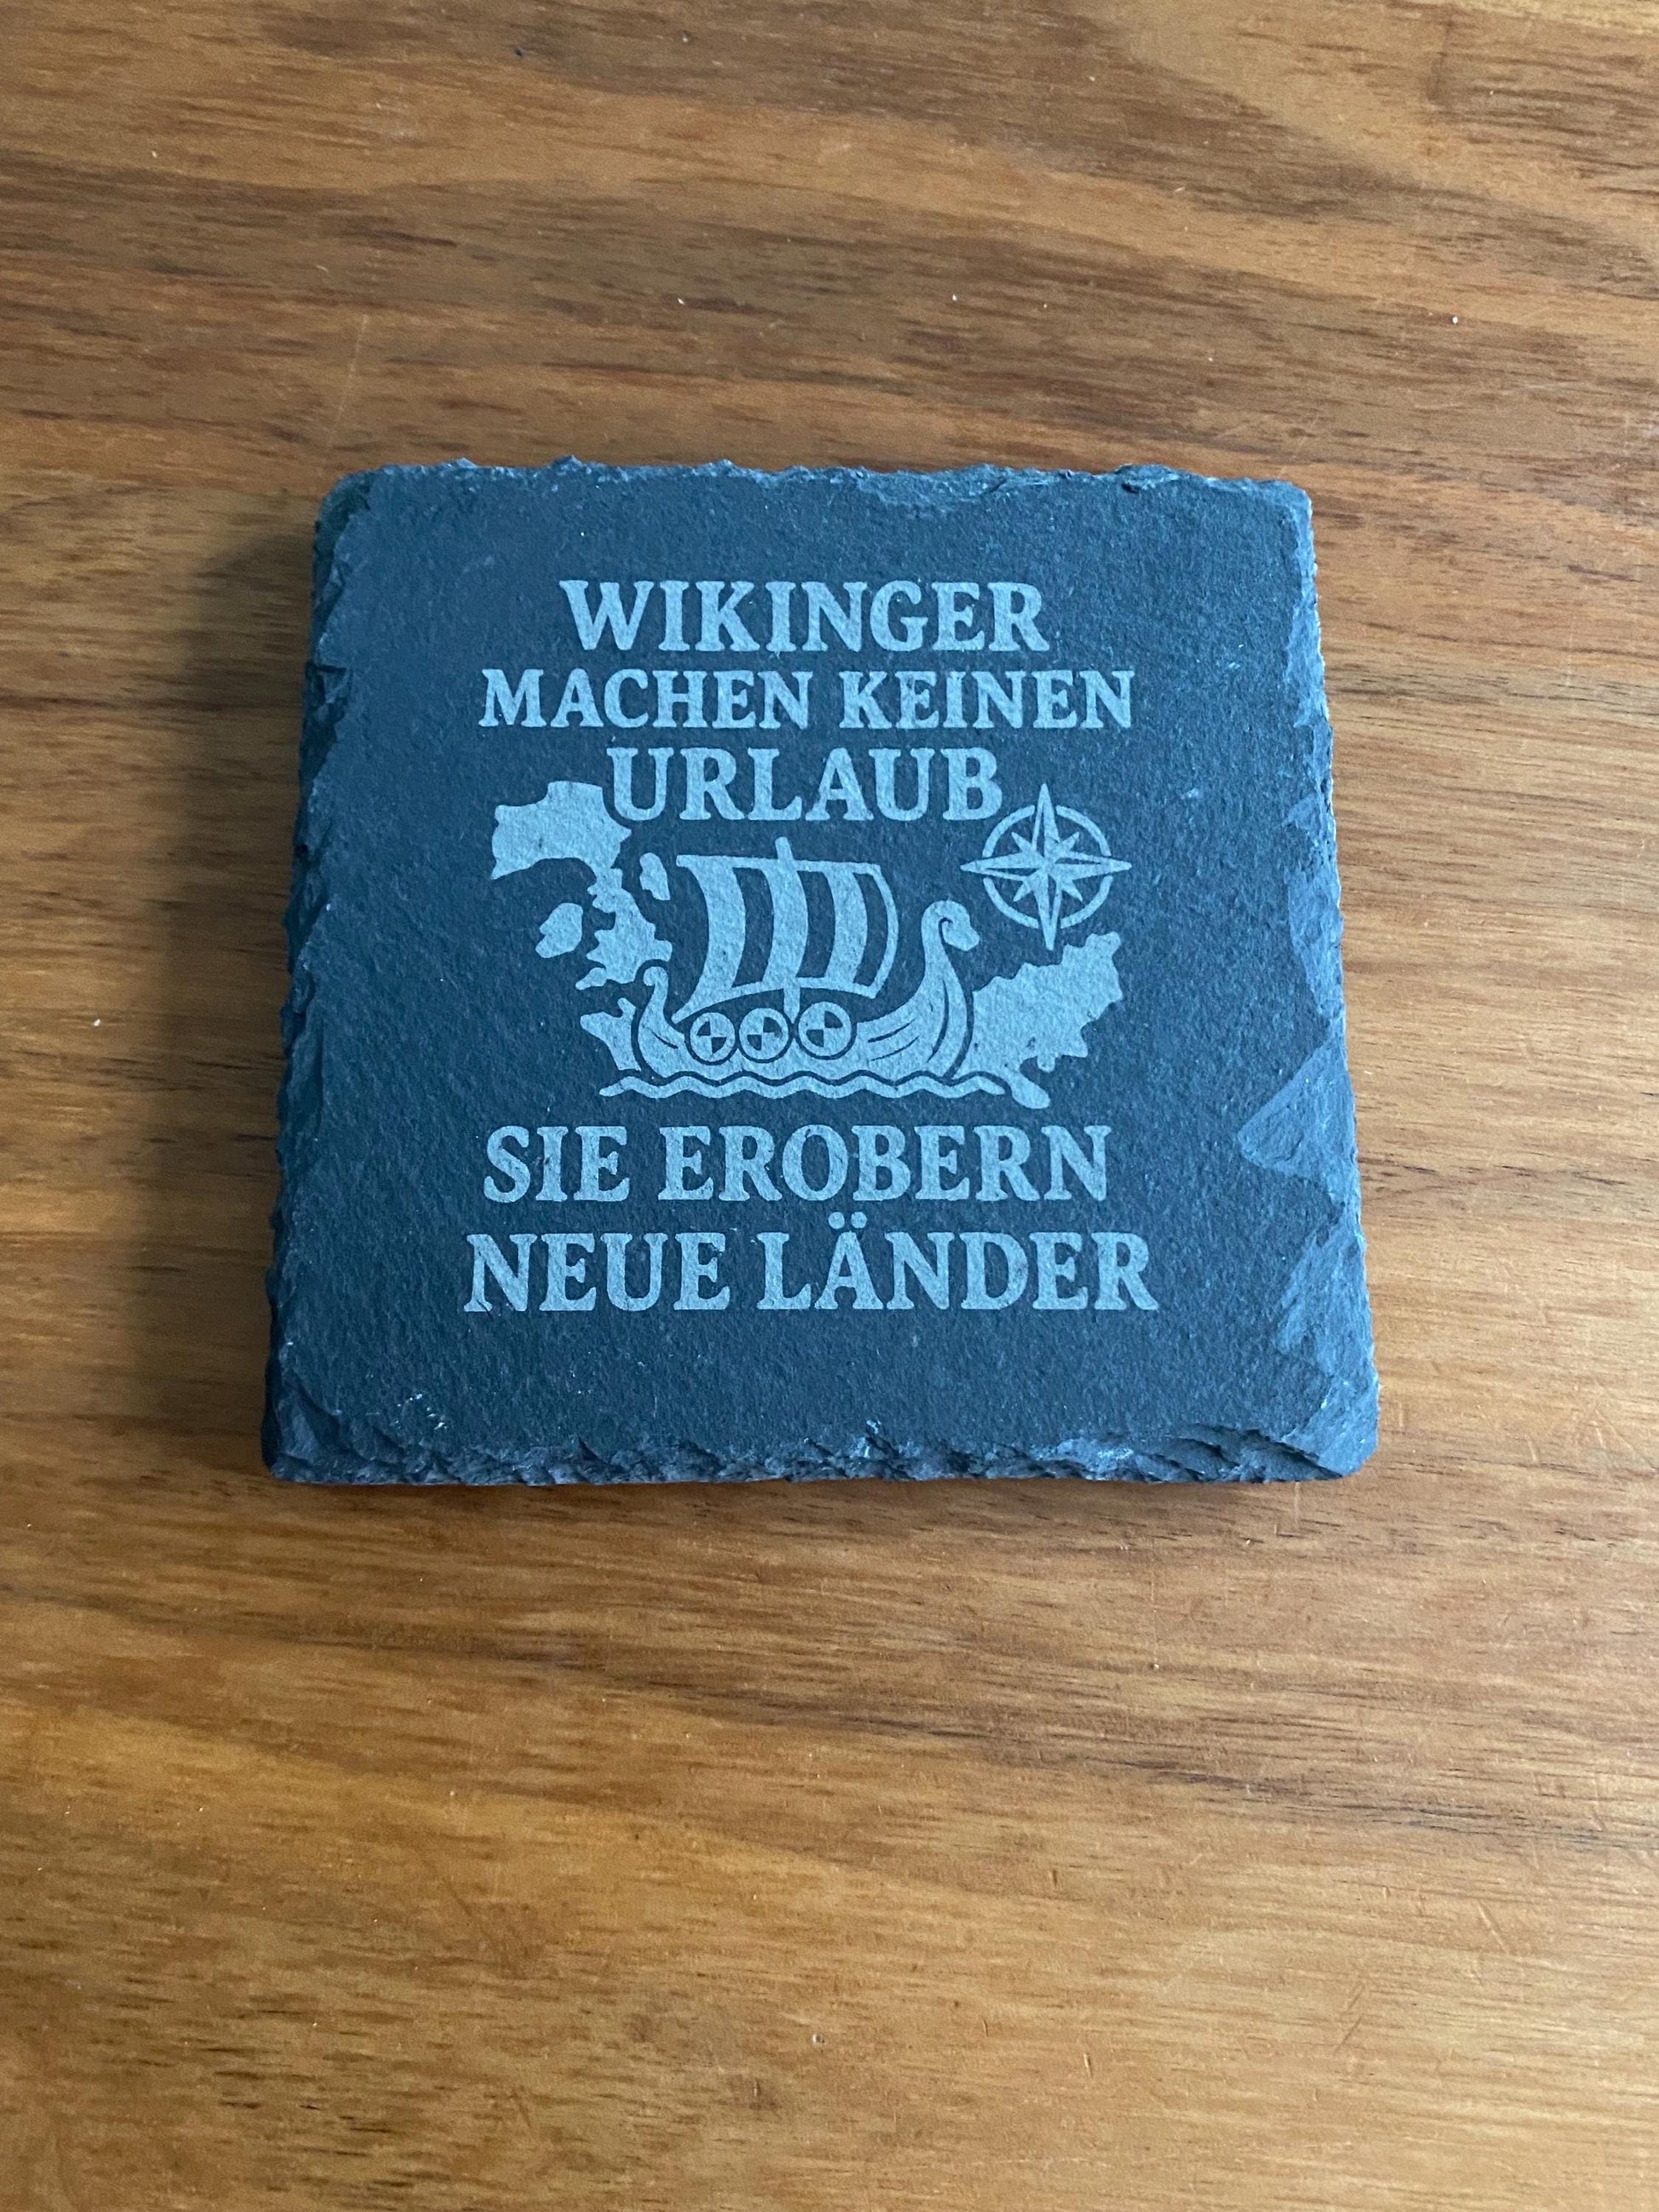 WIKINGER
MACHEN KEINEN
URLAUB
SIE EROBERN
NEUE LÄNDER